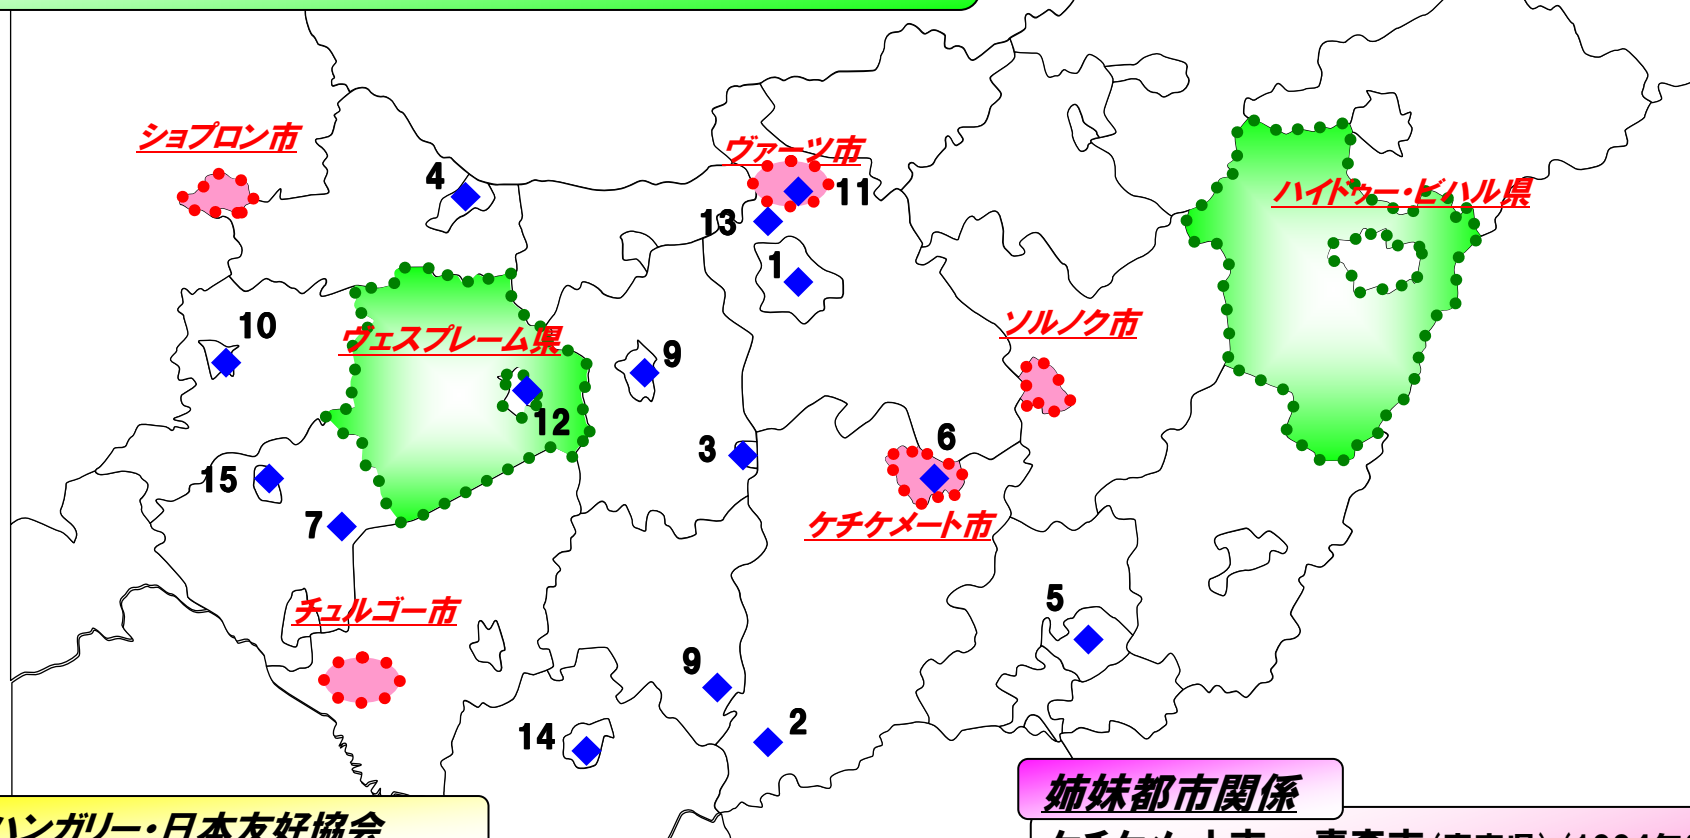 ショプロン市
ヴァーツ市
4
11
ハイドゥー・ビハル県
13
1
10
ヴェスプレーム県
ソルノク市
9
12
3
6
15
7
ケチケメート市
5
チュルゴー市
9
2
14
姉妹都市関係
ハンガリー・日本友好協会